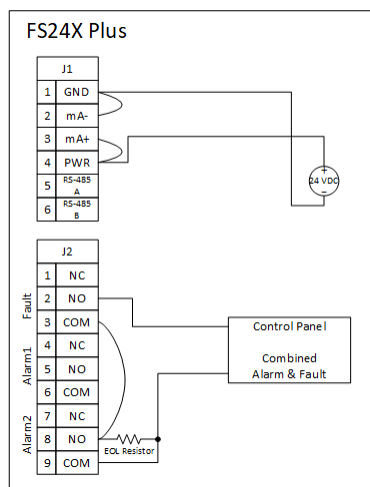 FS24X Plus
J1
1 GND
2 mA-
3 mA+
4 PWR
5 RS-485 A
6 RS-485 B
+
24 VDC
−
J2
1 NC
2 NO
3 COM
4 NC
5 NO
6 COM
7 NC
8 NO
9 COM
Fault
Alarm1
Alarm2
EOL Resistor
Control Panel
Combined
Alarm & Fault